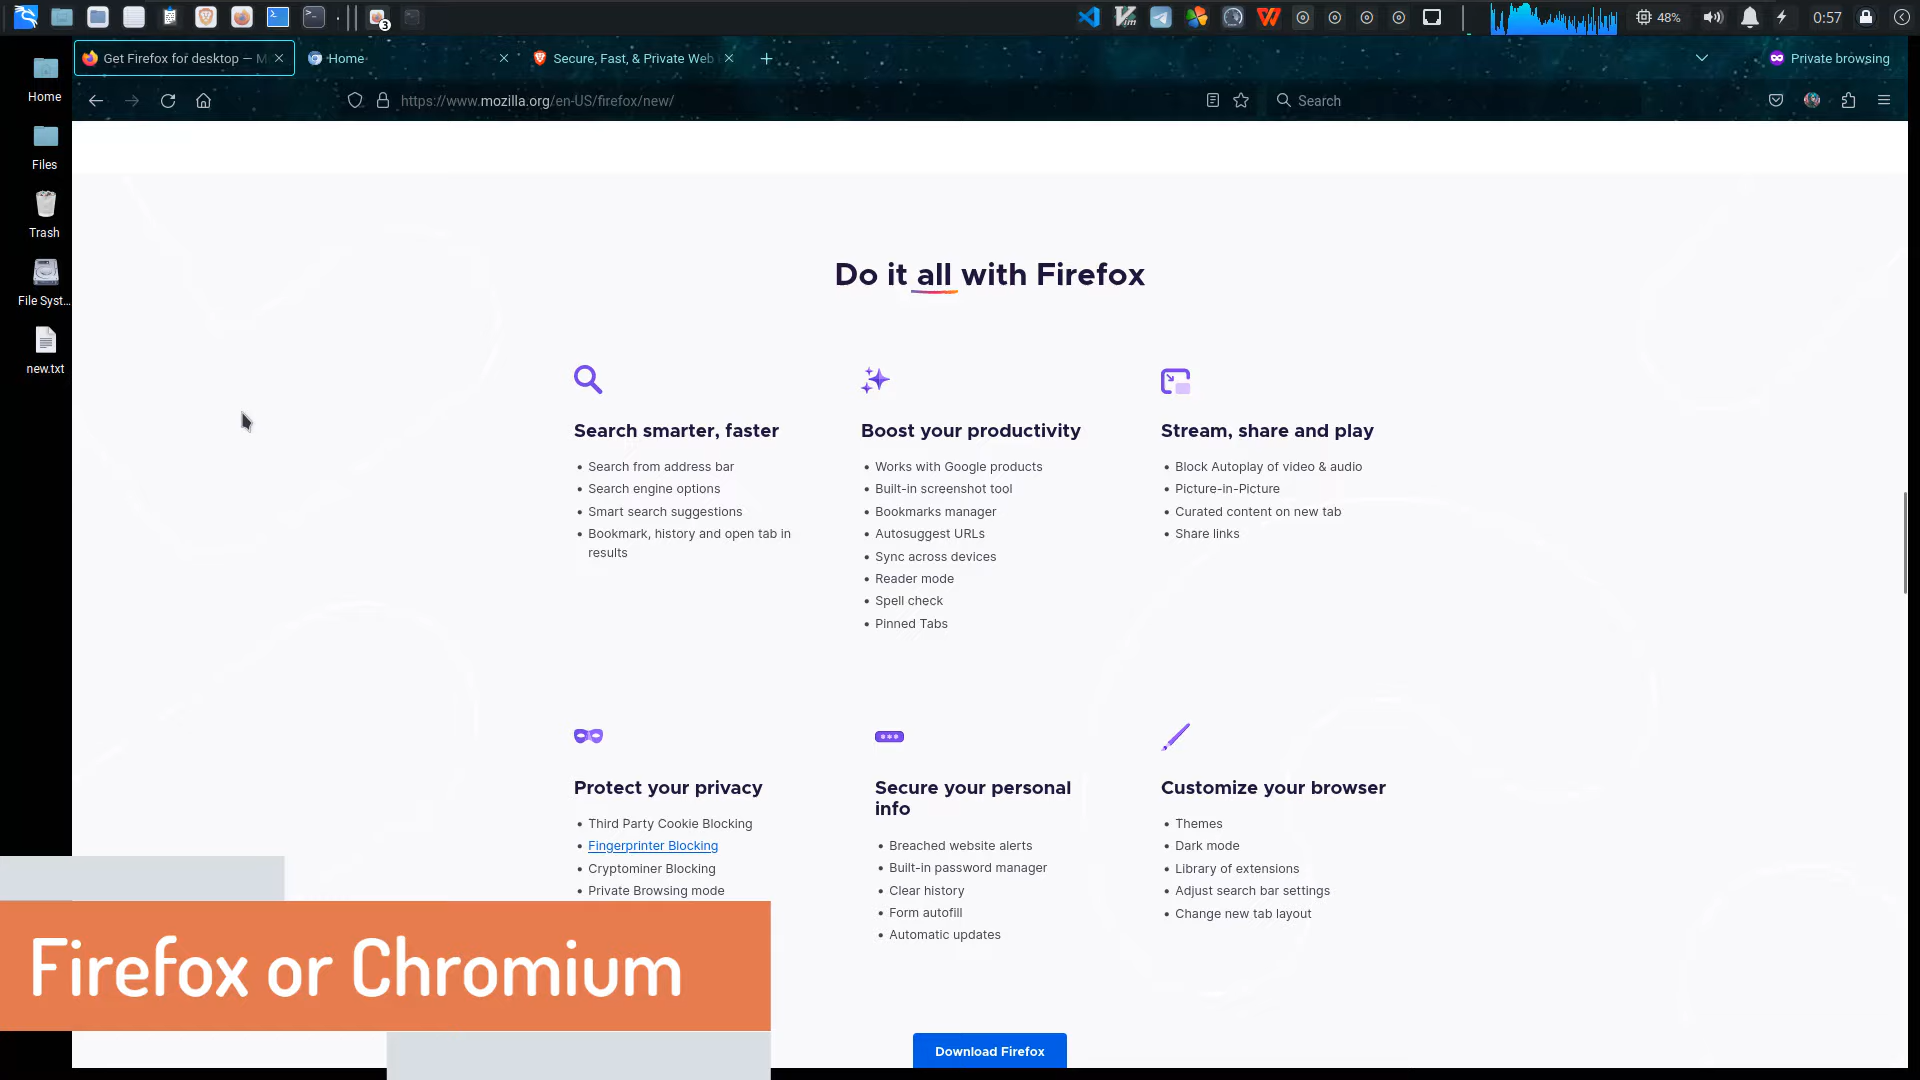 3
48%
0:57
Get Firefox for desktop — M
Home
Secure, Fast, & Private Web
Private browsing
https://www.mozilla.org/en-US/firefox/new/
Search
Home
Files
Trash
File Syst...
new.txt
Do it all with Firefox
Search smarter, faster
• Search from address bar
• Search engine options
• Smart search suggestions
• Bookmark, history and open tab in
results
Boost your productivity
• Works with Google products
• Built-in screenshot tool
• Bookmarks manager
• Autosuggest URLs
• Sync across devices
• Reader mode
• Spell check
• Pinned Tabs
Stream, share and play
• Block Autoplay of video & audio
• Picture-in-Picture
• Curated content on new tab
• Share links
Protect your privacy
• Third Party Cookie Blocking
• Fingerprinter Blocking
• Cryptominer Blocking
• Private Browsing mode
Secure your personal
info
• Breached website alerts
• Built-in password manager
• Clear history
• Form autofill
• Automatic updates
Customize your browser
• Themes
• Dark mode
• Library of extensions
• Adjust search bar settings
• Change new tab layout
Firefox or Chromium
Download Firefox